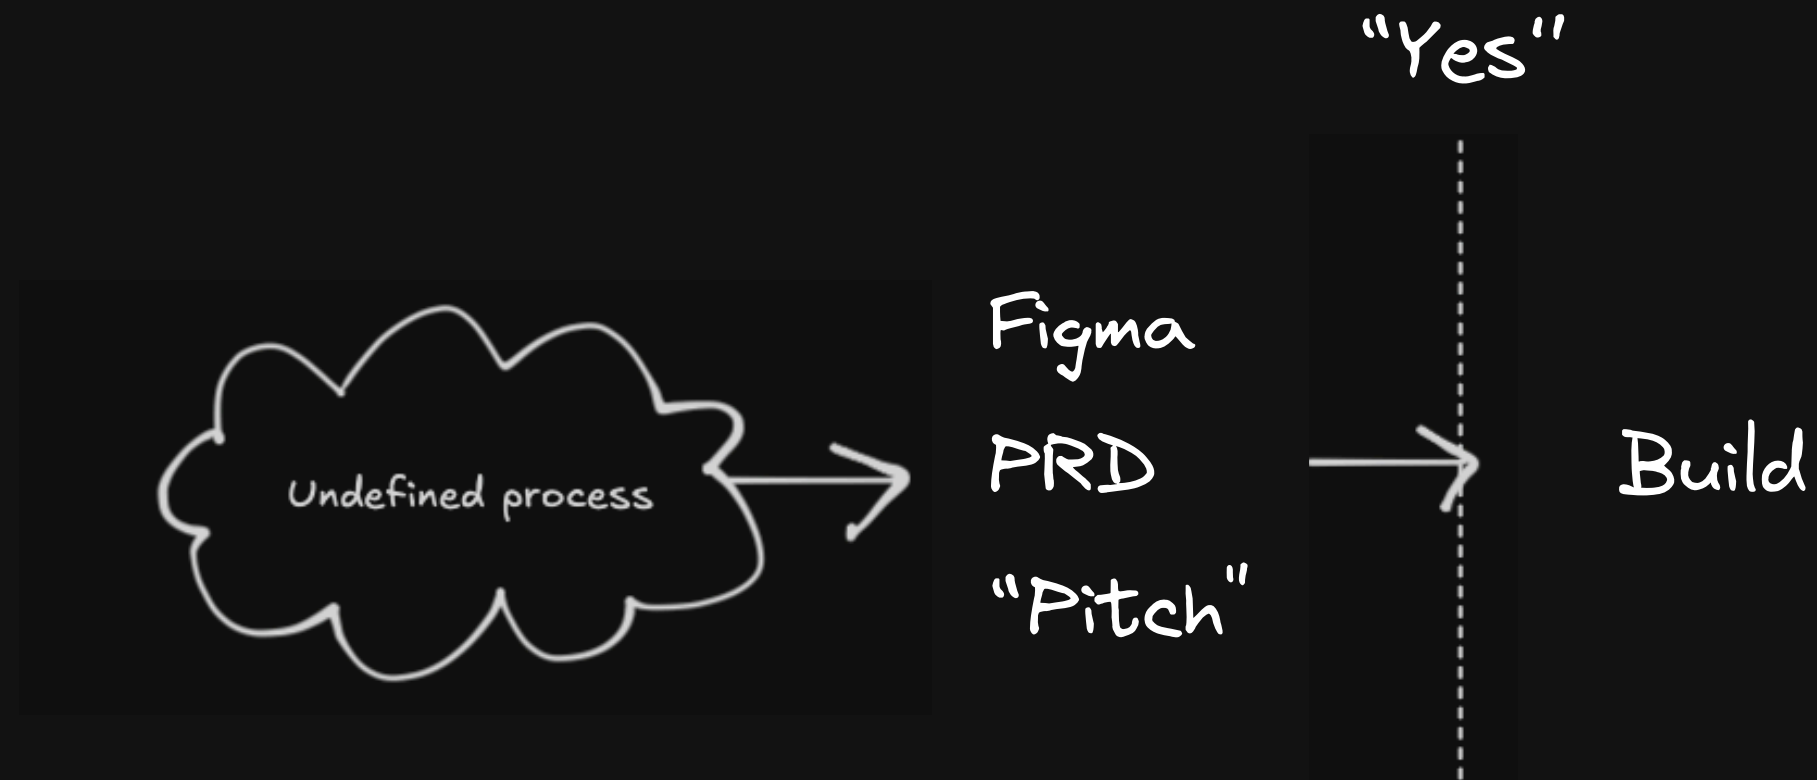 "Yes"
Undefined process
Figma
PRD
"Pitch"
Build